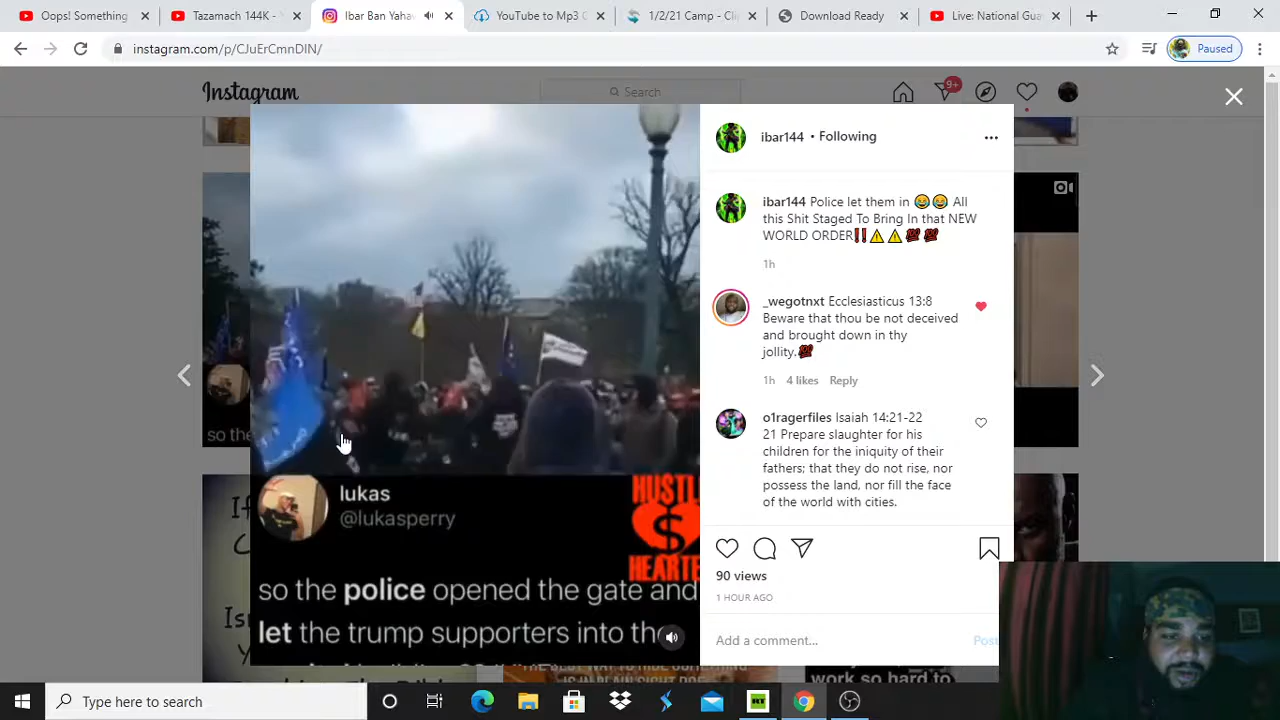 Oops! Something
Tazamach 144K - Y
Ibar Ban Yahav
YouTube to Mp3 C
1/2/21 Camp - Cli
Download Ready
Live: National Gua
instagram.com/p/CJuErCmnDIN/
Paused
Instagram
Search
9+
ibar144 • Following
ibar144 Police let them in 😂😂 All
this Shit Staged To Bring In that NEW
WORLD ORDER‼️⚠️⚠️💯💯
1h
_wegotnxt Ecclesiasticus 13:8
Beware that thou be not deceived
and brought down in thy
jollity.💯
1h 4 likes Reply
o1ragerfiles Isaiah 14:21-22
21 Prepare slaughter for his
children for the iniquity of their
fathers; that they do not rise, nor
possess the land, nor fill the face
of the world with cities.
90 views
1 HOUR AGO
Add a comment...
Post
lukas
@lukasperry
HUSTL
HEARTE
so the police opened the gate and
let the trump supporters into the
so the
If
work so hard to
Type here to search